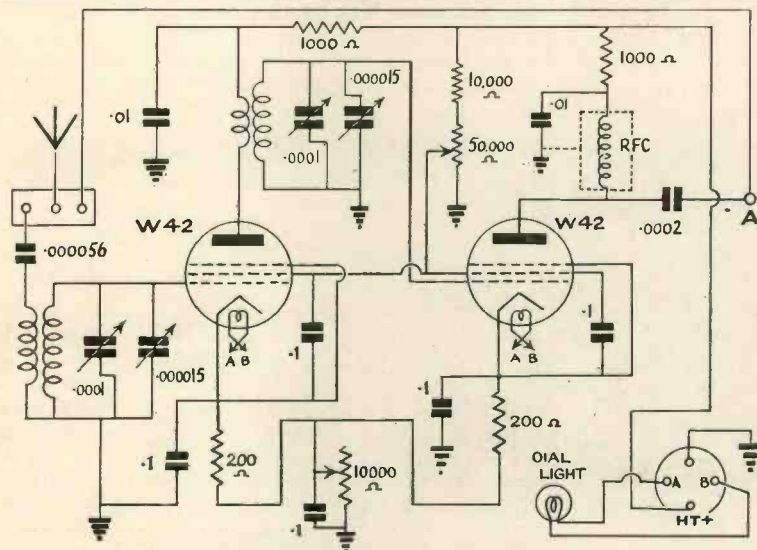 1000 Ω
1000 Ω
.01
.000015
10,000
.01
.0001
50,000
Ω
RFC
W42
W42
.0002
A
.000056
.0001
.000015
.1
A B
A B
.1
.1
.1
200
Ω
10000
Ω
.1
200 Ω
DIAL
LIGHT
A
B
HT+